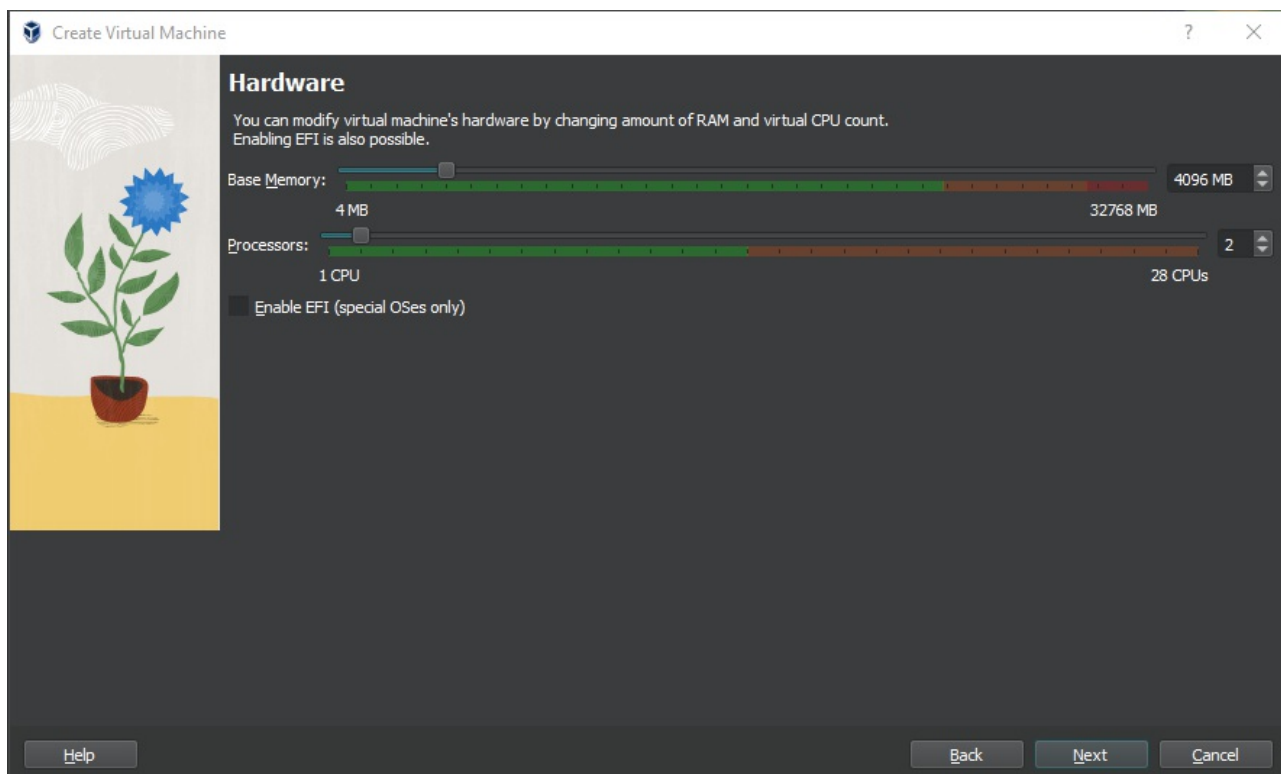 Create Virtual Machine
Hardware
You can modify virtual machine's hardware by changing amount of RAM and virtual CPU count.
Enabling EFI is also possible.
Base Memory: 4096 MB
4 MB 32768 MB
Processors: 2
1 CPU 28 CPUs
Enable EFI (special OSes only)
Help Back Next Cancel